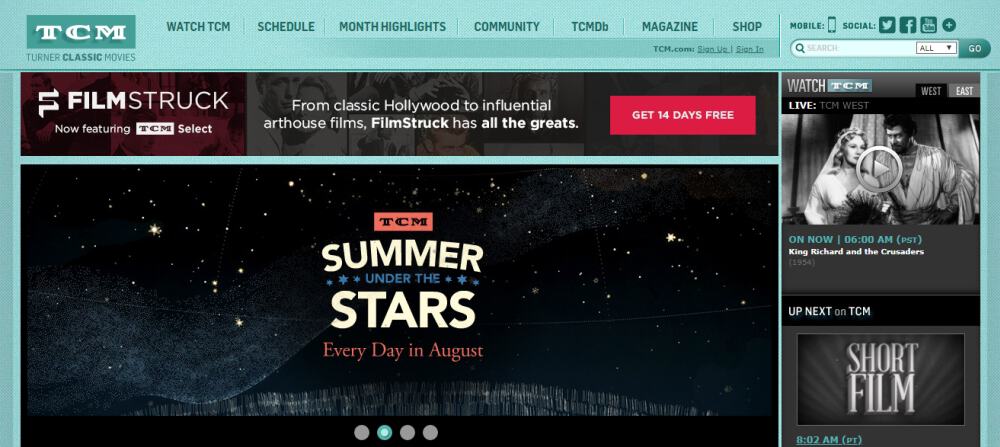 TCM
TURNER CLASSIC MOVIES
WATCH TCM
SCHEDULE
MONTH HIGHLIGHTS
COMMUNITY
TCMDb
MAGAZINE
SHOP
TCM.com: Sign Up | Sign In
MOBILE:
SOCIAL:
You Tube
SEARCH:
ALL
GO
FILMSTRUCK
Now featuring TCM Select
From classic Hollywood to influential
arthouse films, FilmStruck has all the greats.
GET 14 DAYS FREE
TCM
SUMMER
UNDER THE
STARS
Every Day in August
WATCH TCM
WEST
EAST
LIVE: TCM WEST
ON NOW | 06:00 AM (PST)
King Richard and the Crusaders
(1954)
UP NEXT on TCM
SHORT
FILM
8:02 AM (PT)